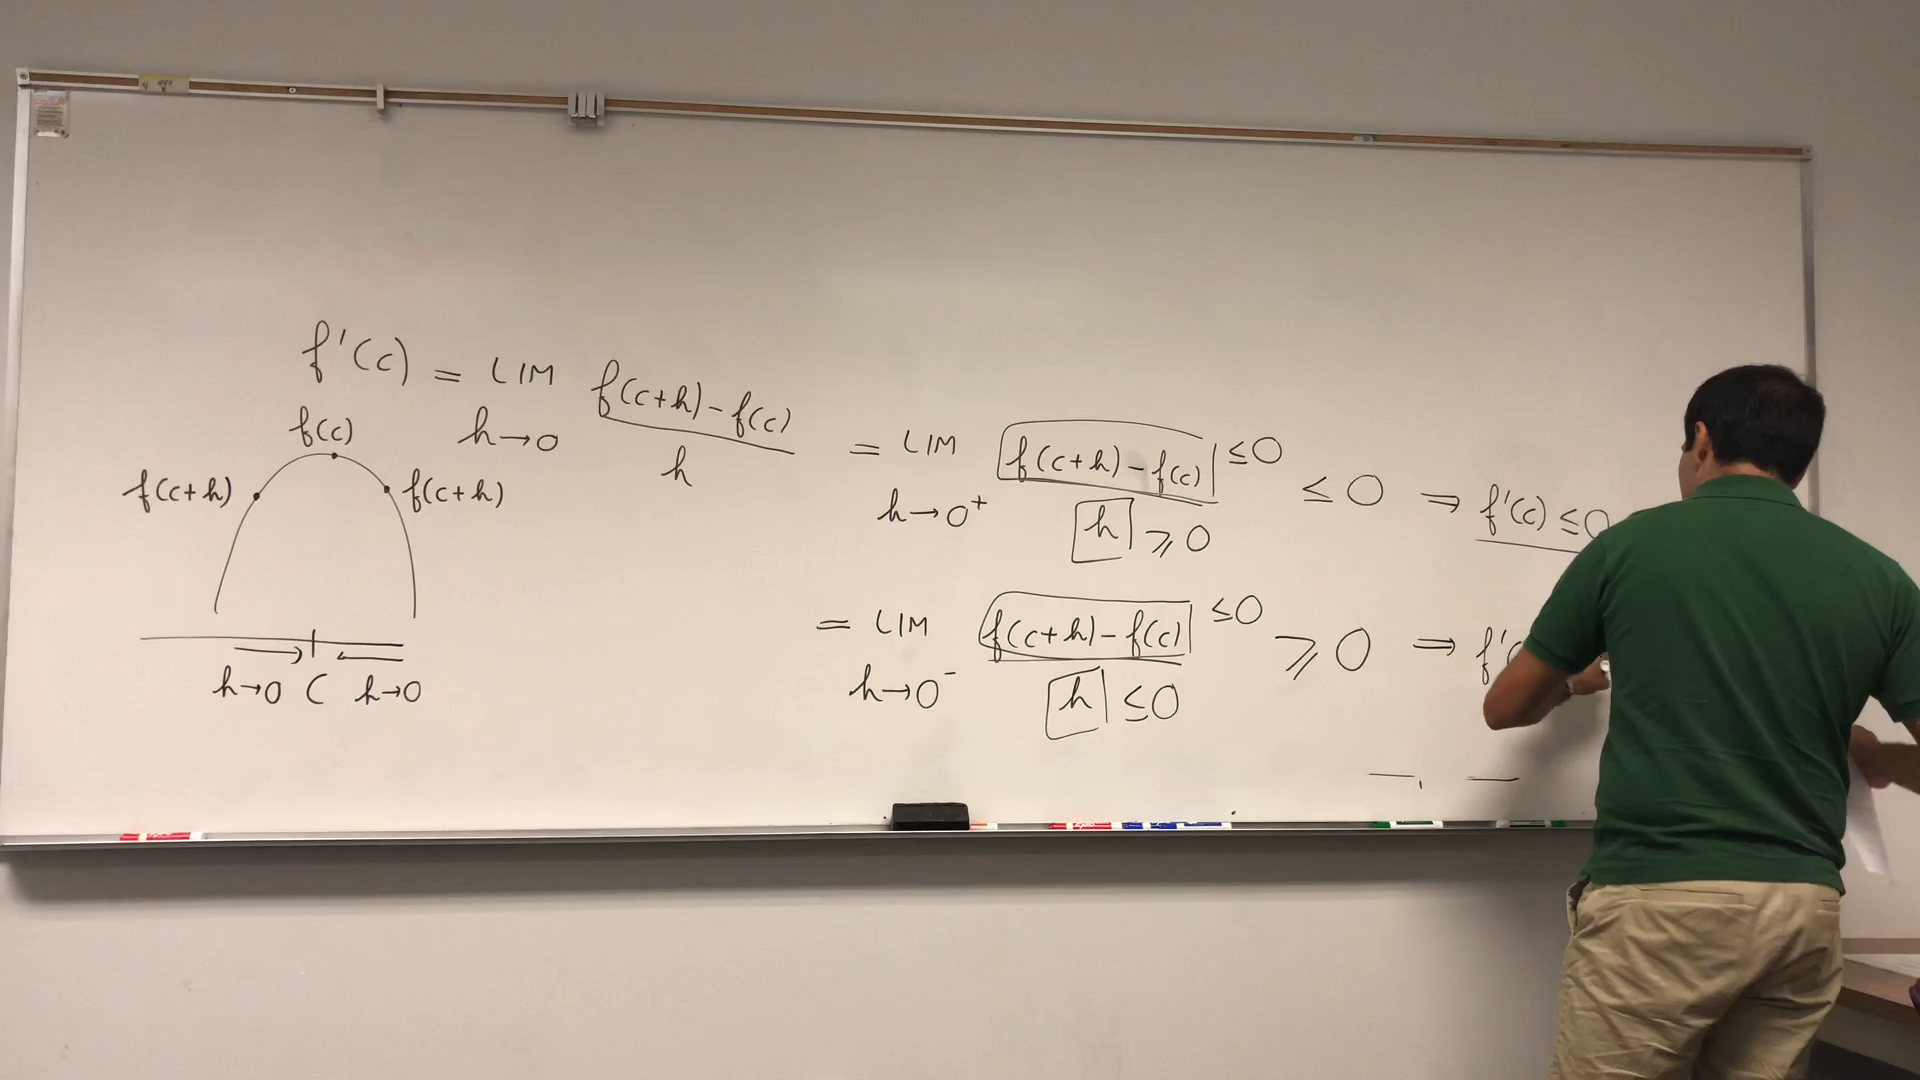 f'(c) = LIM h→0 f(c+h) - f(c) / h
= LIM h→0⁺ f(c+h) - f(c) ≤0 / h ⩾ 0 ≤ 0 ⇒ f'(c) ≤ 0
= LIM h→0⁻ f(c+h) - f(c) ≤0 / h ≤0 ⩾ 0 ⇒ f'(
f(c)
f(c+h) f(c+h)
h→0 C h→0